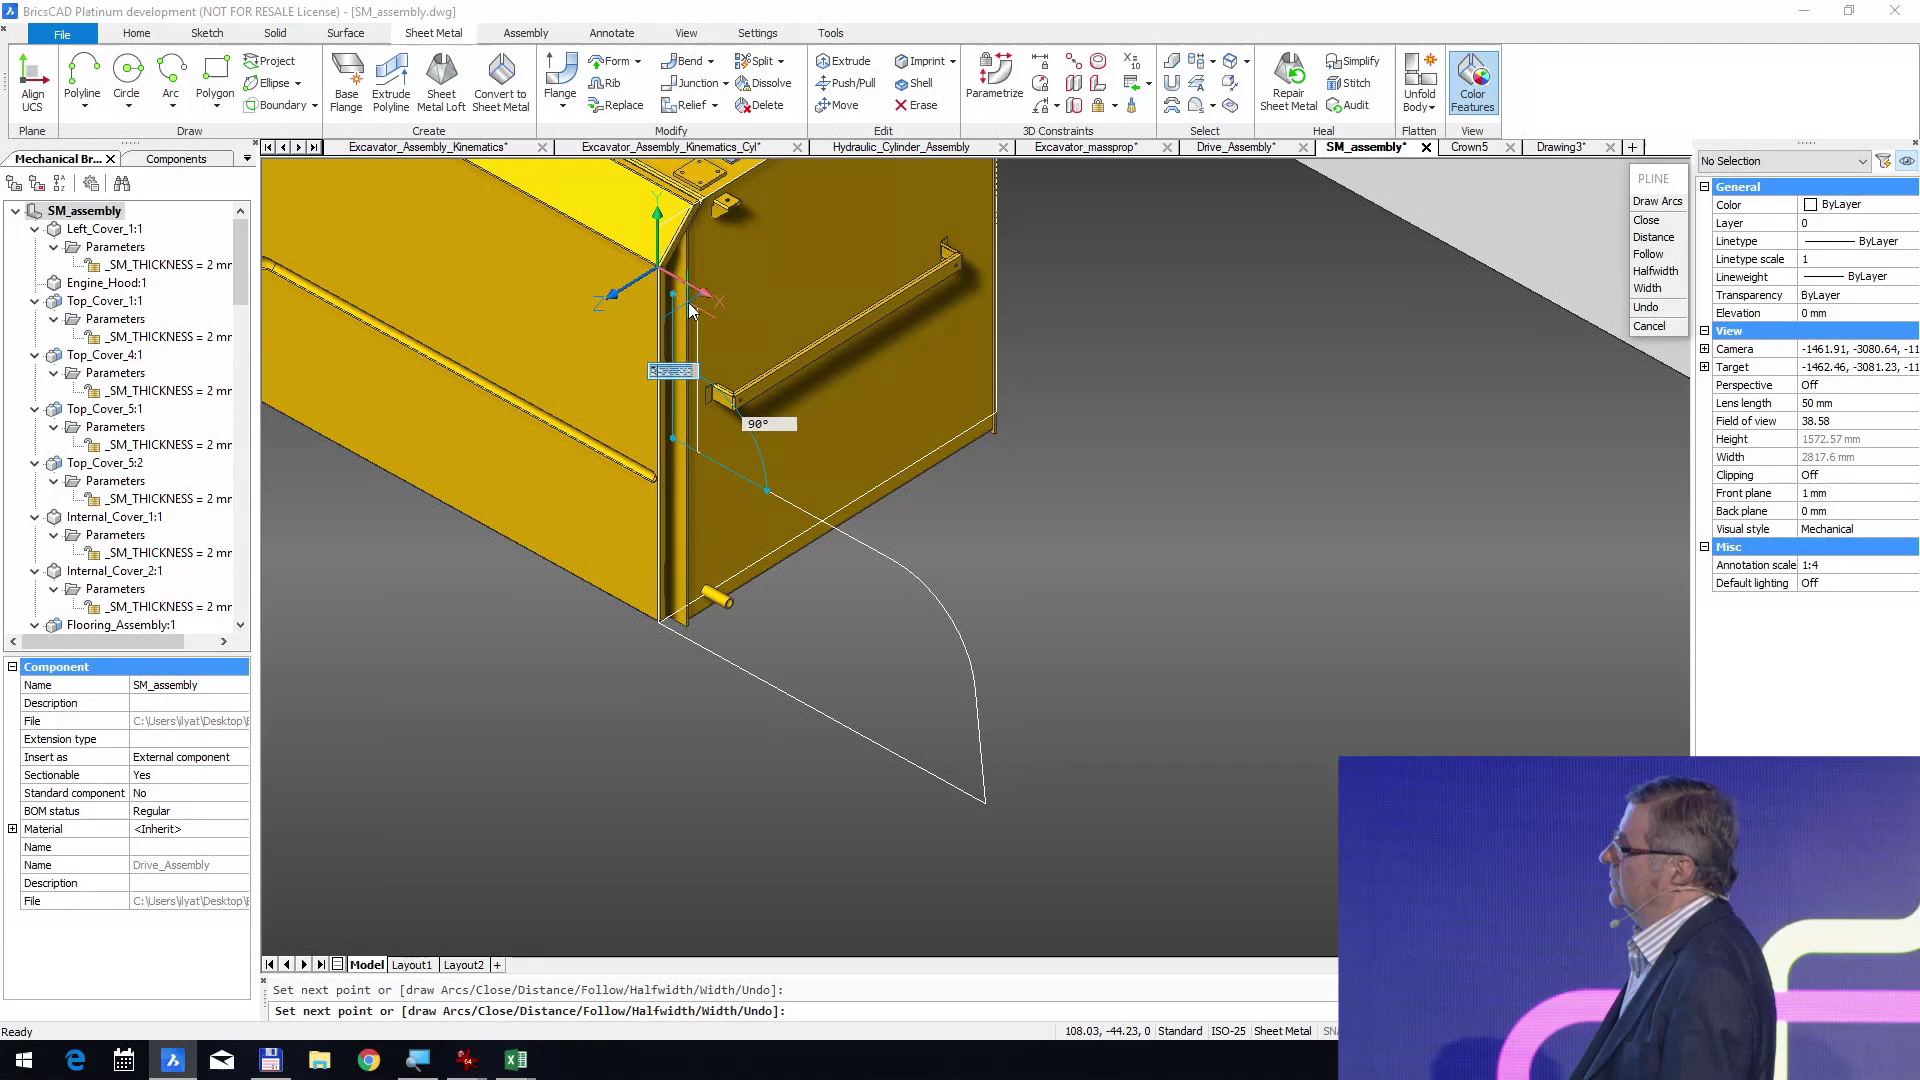 BricsCAD Platinum development (NOT FOR RESALE License) - [SM_assembly.dwg]
File Home Sketch Solid Surface Sheet Metal Assembly Annotate View Settings Tools
Align UCS
Polyline Circle Arc Polygon
Project
Ellipse
Boundary
Base Flange
Extrude Polyline
Sheet Metal Loft
Convert to Sheet Metal
Flange
Form
Rib
Replace
Bend
Junction
Relief
Split
Dissolve
Delete
Extrude
Push/Pull
Move
Imprint
Shell
Erase
Parametrize
Repair Sheet Metal
Simplify
Stitch
Audit
Unfold Body
Color Features
Plane Draw Create Modify Edit 3D Constraints Select Heal Flatten View
Mechanical Br... Components
Excavator_Assembly_Kinematics* Excavator_Assembly_Kinematics_Cyl* Hydraulic_Cylinder_Assembly Excavator_massprop* Drive_Assembly* SM_assembly* Crown5 Drawing3*
SM_assembly
Left_Cover_1:1
Parameters
_SM_THICKNESS = 2 mm
Engine_Hood:1
Top_Cover_1:1
Parameters
_SM_THICKNESS = 2 mm
Top_Cover_4:1
Parameters
_SM_THICKNESS = 2 mm
Top_Cover_5:1
Parameters
_SM_THICKNESS = 2 mm
Top_Cover_5:2
Parameters
_SM_THICKNESS = 2 mm
Internal_Cover_1:1
Parameters
_SM_THICKNESS = 2 mm
Internal_Cover_2:1
Parameters
_SM_THICKNESS = 2 mm
Flooring_Assembly:1
Component
Name SM_assembly
Description
File C:\Users\ilyat\Desktop\
Extension type
Insert as External component
Sectionable Yes
Standard component No
BOM status Regular
Material <Inherit>
Name
Name Drive_Assembly
Description
File C:\Users\ilyat\Desktop\
Y
X
Z
90°
PLINE
Draw Arcs
Close
Distance
Follow
Halfwidth
Width
Undo
Cancel
No Selection
General
Color ByLayer
Layer 0
Linetype ByLayer
Linetype scale 1
Lineweight ByLayer
Transparency ByLayer
Elevation 0 mm
View
Camera -1461.91, -3080.64, -11
Target -1462.46, -3081.23, -11
Perspective Off
Lens length 50 mm
Field of view 38.58
Height 1572.57 mm
Width 2817.6 mm
Clipping Off
Front plane 1 mm
Back plane 0 mm
Visual style Mechanical
Misc
Annotation scale 1:4
Default lighting Off
Model Layout1 Layout2 +
Set next point or [draw Arcs/Close/Distance/Follow/Halfwidth/Width/Undo]:
Set next point or [draw Arcs/Close/Distance/Follow/Halfwidth/Width/Undo]:
Ready
108.03, -44.23, 0 Standard ISO-25 Sheet Metal SNA